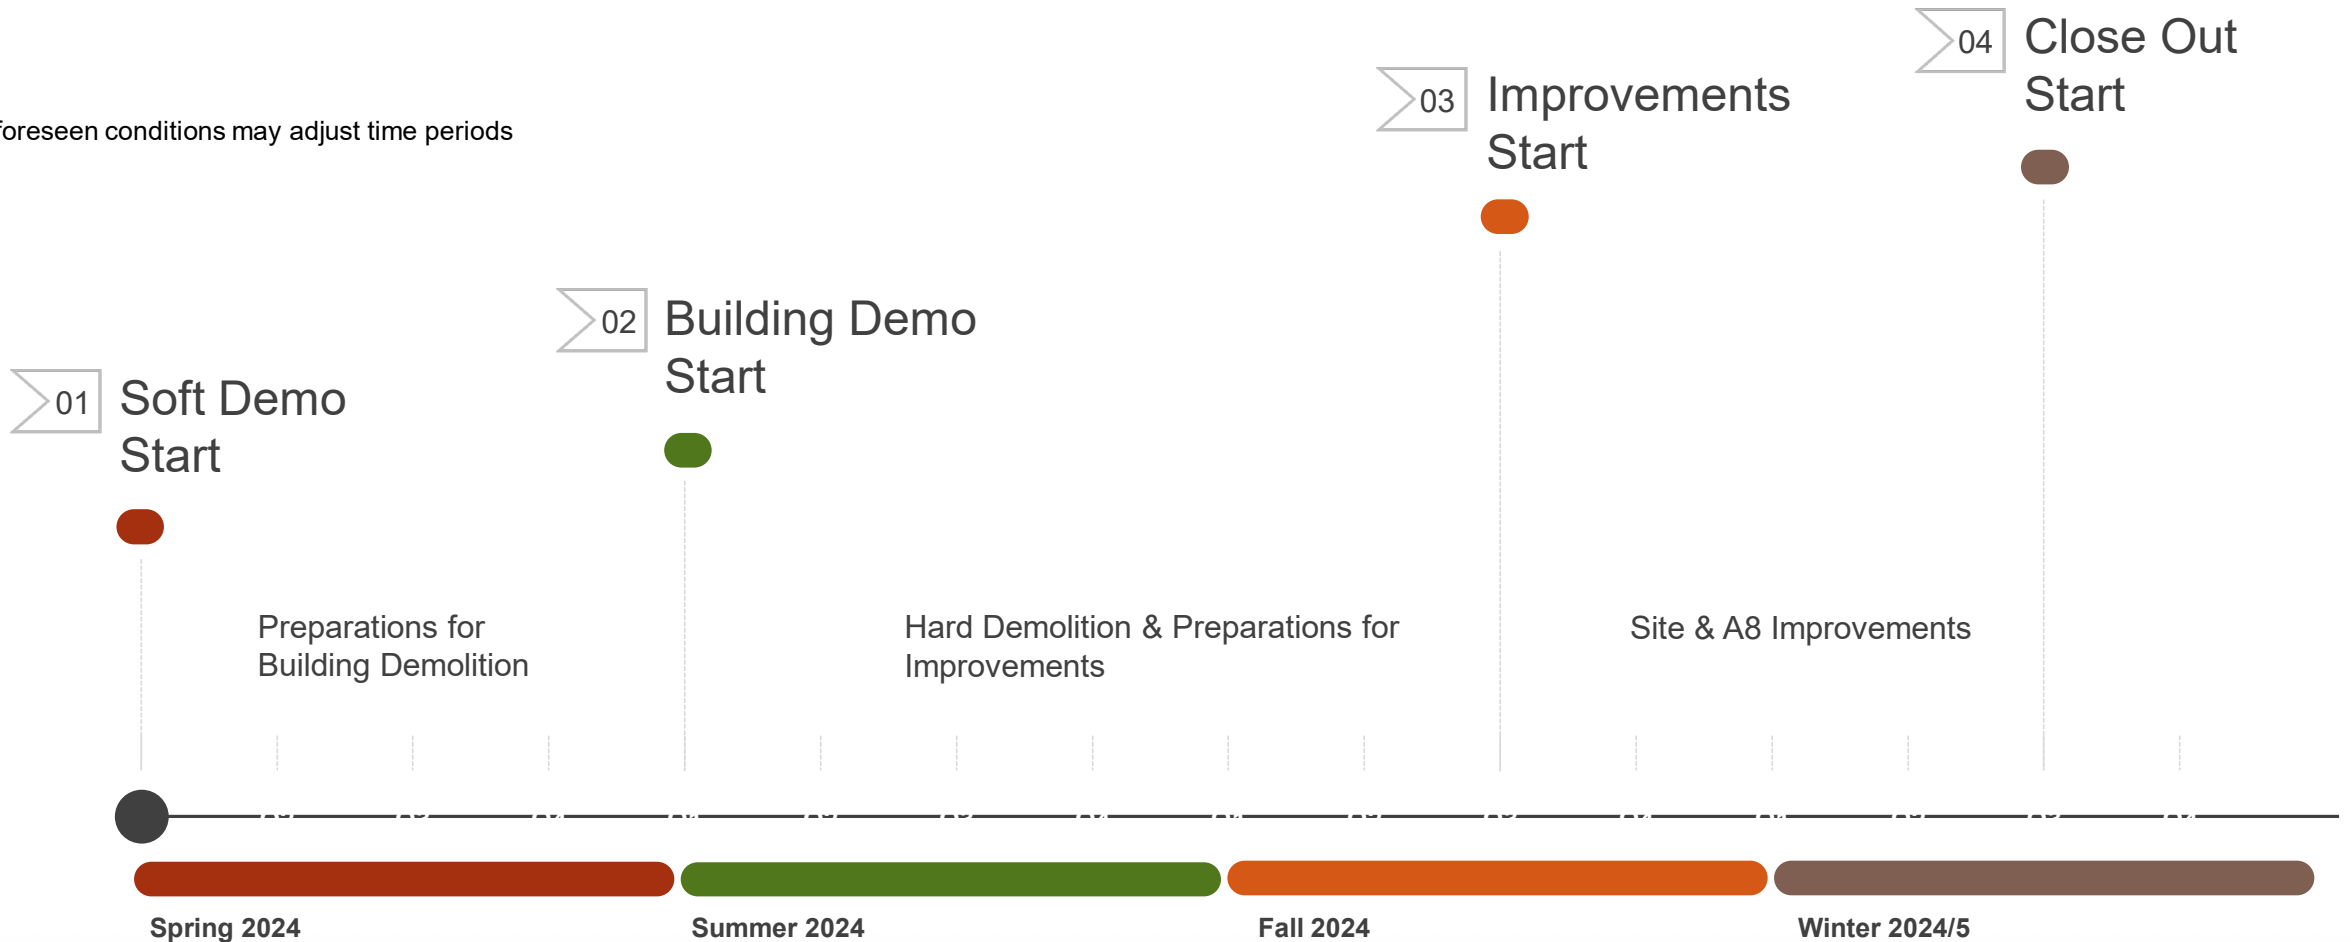 04 Close Out
Start
03 Improvements
Start
foreseen conditions may adjust time periods
02 Building Demo
Start
01 Soft Demo
Start
Preparations for
Building Demolition
Hard Demolition & Preparations for
Improvements
Site & A8 Improvements
Spring 2024
Summer 2024
Fall 2024
Winter 2024/5